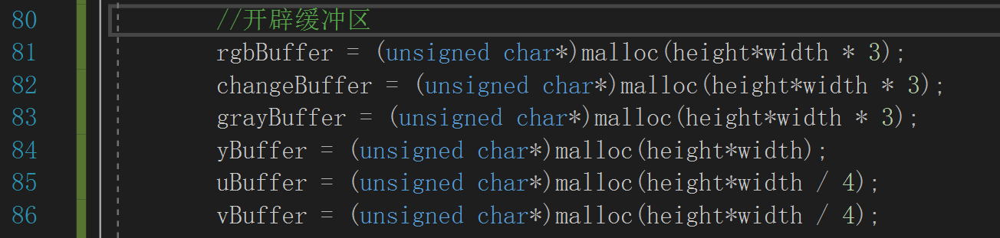 80 //开辟缓冲区
81 rgbBuffer = (unsigned char*)malloc(height*width * 3);
82 changeBuffer = (unsigned char*)malloc(height*width * 3);
83 grayBuffer = (unsigned char*)malloc(height*width * 3);
84 yBuffer = (unsigned char*)malloc(height*width);
85 uBuffer = (unsigned char*)malloc(height*width / 4);
86 vBuffer = (unsigned char*)malloc(height*width / 4);